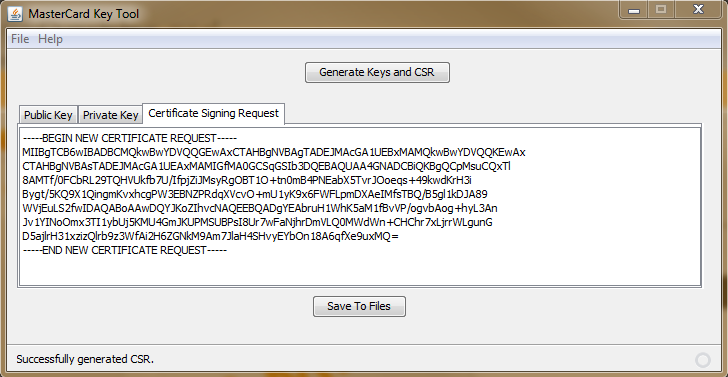 MasterCard Key Tool
File Help
Generate Keys and CSR
Public Key Private Key Certificate Signing Request
-----BEGIN NEW CERTIFICATE REQUEST-----
MIIBgTCB6wIBADBCMQkwBwYDVQQGEwAxCTAHBgNVBAgTADEJMAcGA1UEBxMAMQkwBwYDVQQKEwAx
CTAHBgNVBAsTADEJMAcGA1UEAxMAMIGfMA0GCSqGSIb3DQEBAQUAA4GNADCBiQKBgQCpMsuCQxTl
8AMTf/0FCbRL29TQHVUkfb7U/IfpjZiJMsyRgOBT1O+tn0mB4PNEabX5TvrJOoeqs+49kwdKrH3i
Bygt/5KQ9X1QingmKvxhcgPW3EBNZPRdqXVcvO+mU1yK9x6FWFLpmDXAeIMfsTBQ/B5gl1kDJA89
WVjEuLS2fwIDAQABoAAwDQYJKoZIhvcNAQEEBQADgYEAbruH1WhK5aM1fBvVP/ogvbAog+hyL3An
Jv1YINoOmx3TI1ybUj5KMU4GmJKUPMSUBPsI8Ur7wFaNjhrDmVLQ0MWdWn+CHChr7xLjrrWLgunG
D5ajlrH31xzizQlrb9z3WfAi2H6ZGNkM9Am7JlaH4SHvyEYbOn18A6qfXe9uxMQ=
-----END NEW CERTIFICATE REQUEST-----
Save To Files
Successfully generated CSR.